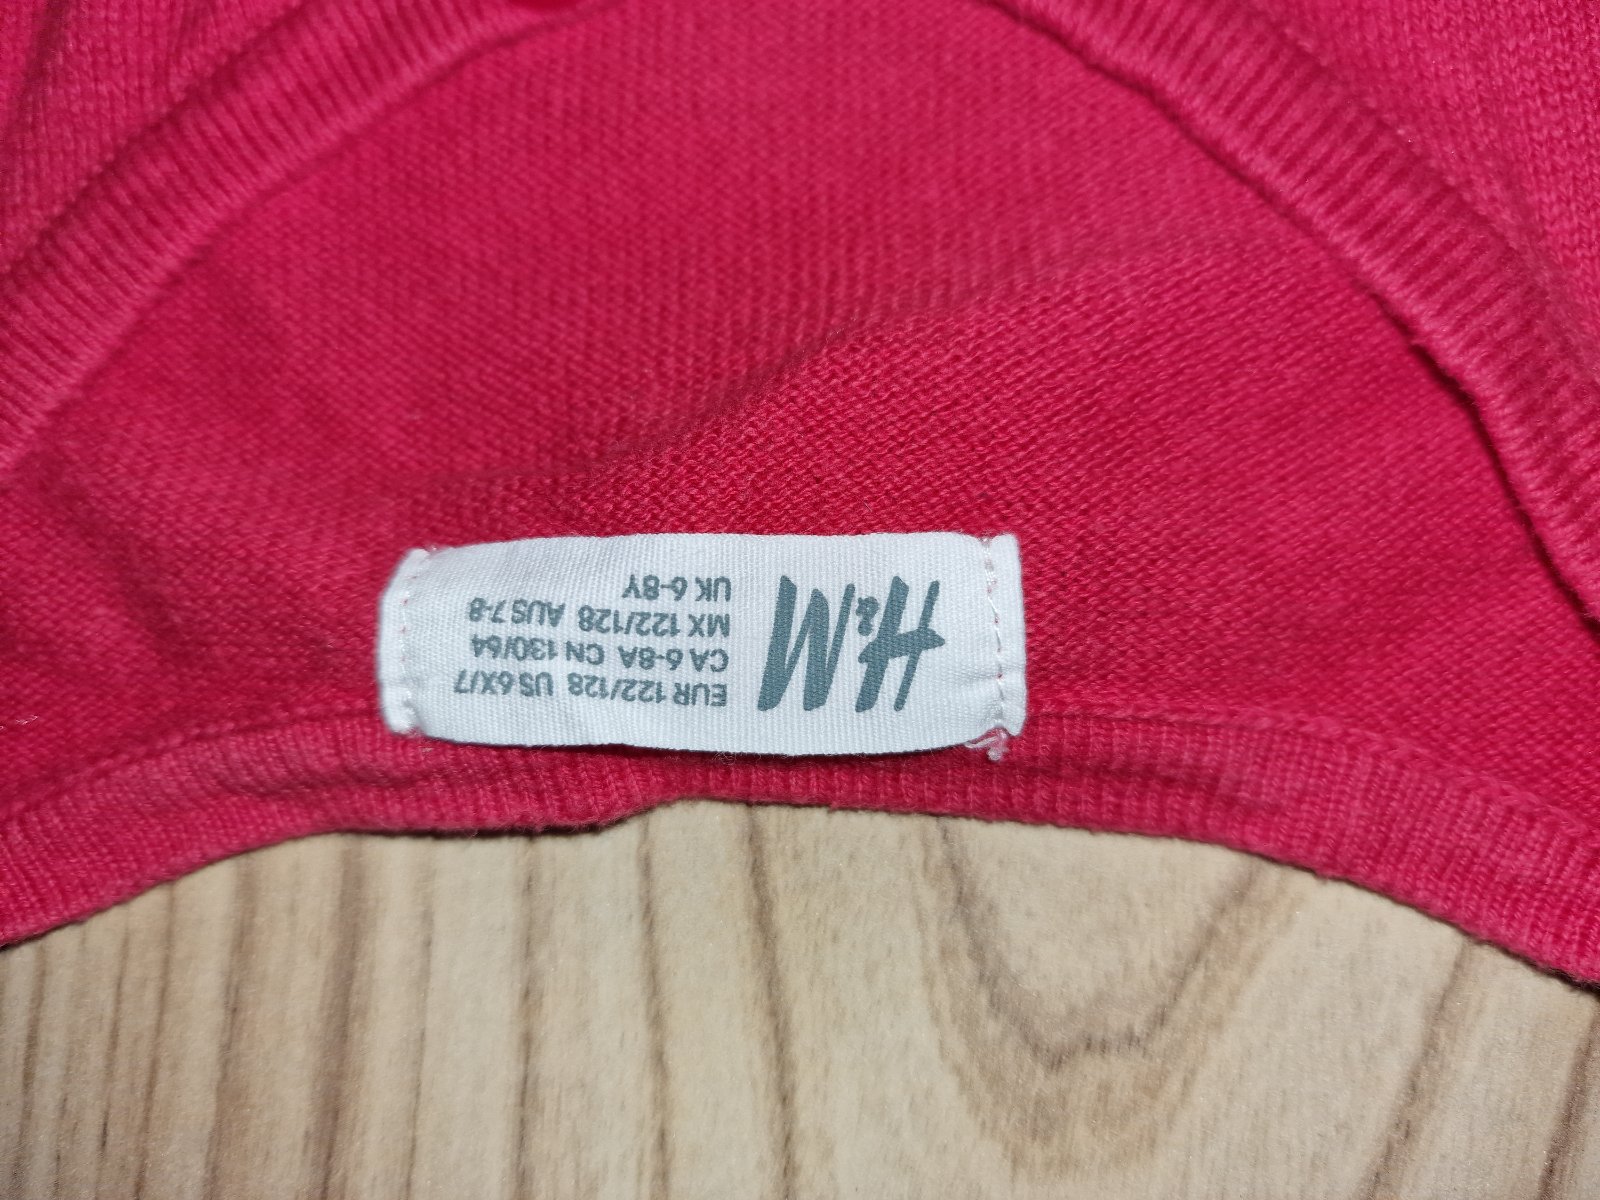 H&M
EUR 122/128 US 6X/7
CA 6-8A CN 130/64
MX 122/128 AUS 7-8
UK 6-8Y